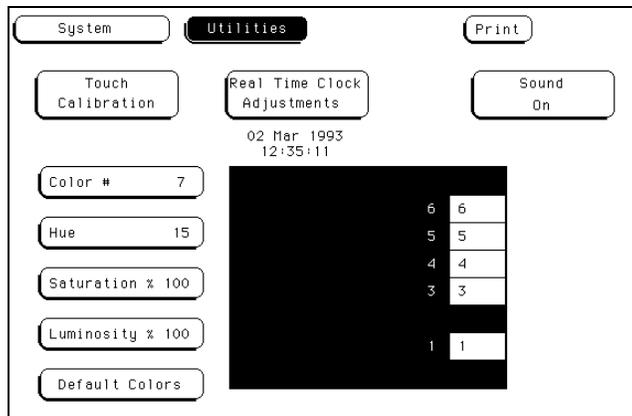 System Utilities Print
Touch Calibration
Real Time Clock Adjustments
Sound On
02 Mar 1993
12:35:11
Color # 7
Hue 15
Saturation % 100
Luminosity % 100
Default Colors
6 6
5 5
4 4
3 3
1 1